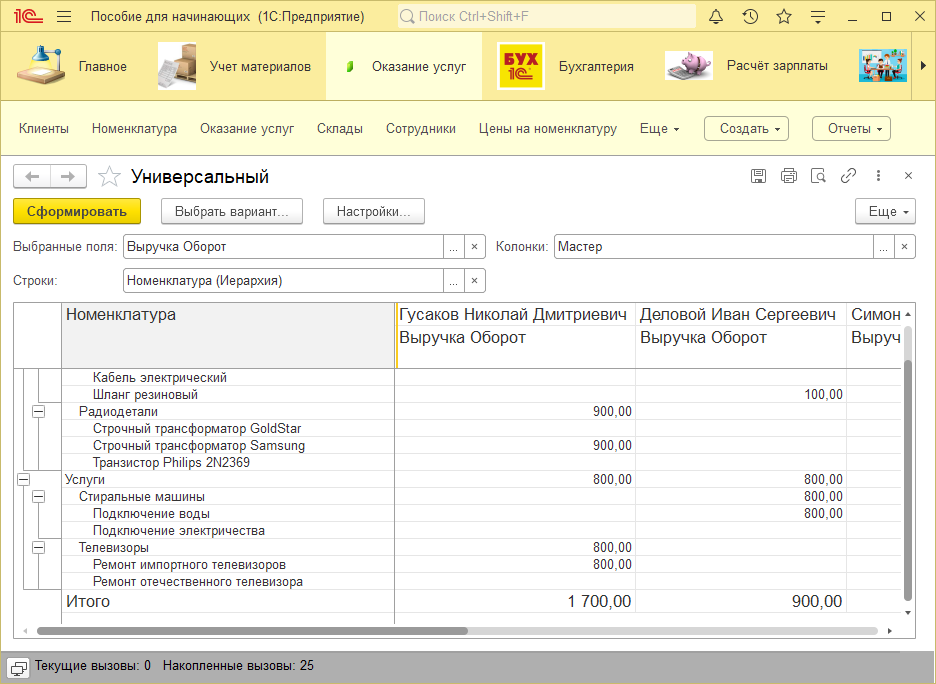 1С Пособие для начинающих (1С:Предприятие) Поиск Ctrl+Shift+F
Главное Учет материалов Оказание услуг БУХ 1С Бухгалтерия Расчёт зарплаты
Клиенты Номенклатура Оказание услуг Склады Сотрудники Цены на номенклатуру Еще Создать Отчеты
Универсальный
Сформировать Выбрать вариант... Настройки... Еще
Выбранные поля: Выручка Оборот ... × Колонки: Мастер ... ×
Строки: Номенклатура (Иерархия) ... ×
Номенклатура Гусаков Николай Дмитриевич Деловой Иван Сергеевич Симон
Выручка Оборот Выручка Оборот Выруч
Кабель электрический
Шланг резиновый 100,00
Радиодетали 900,00
Строчный трансформатор GoldStar
Строчный трансформатор Samsung 900,00
Транзистор Philips 2N2369
Услуги 800,00 800,00
Стиральные машины 800,00
Подключение воды 800,00
Подключение электричества
Телевизоры 800,00
Ремонт импортного телевизоров 800,00
Ремонт отечественного телевизора
Итого 1 700,00 900,00
Текущие вызовы: 0 Накопленные вызовы: 25